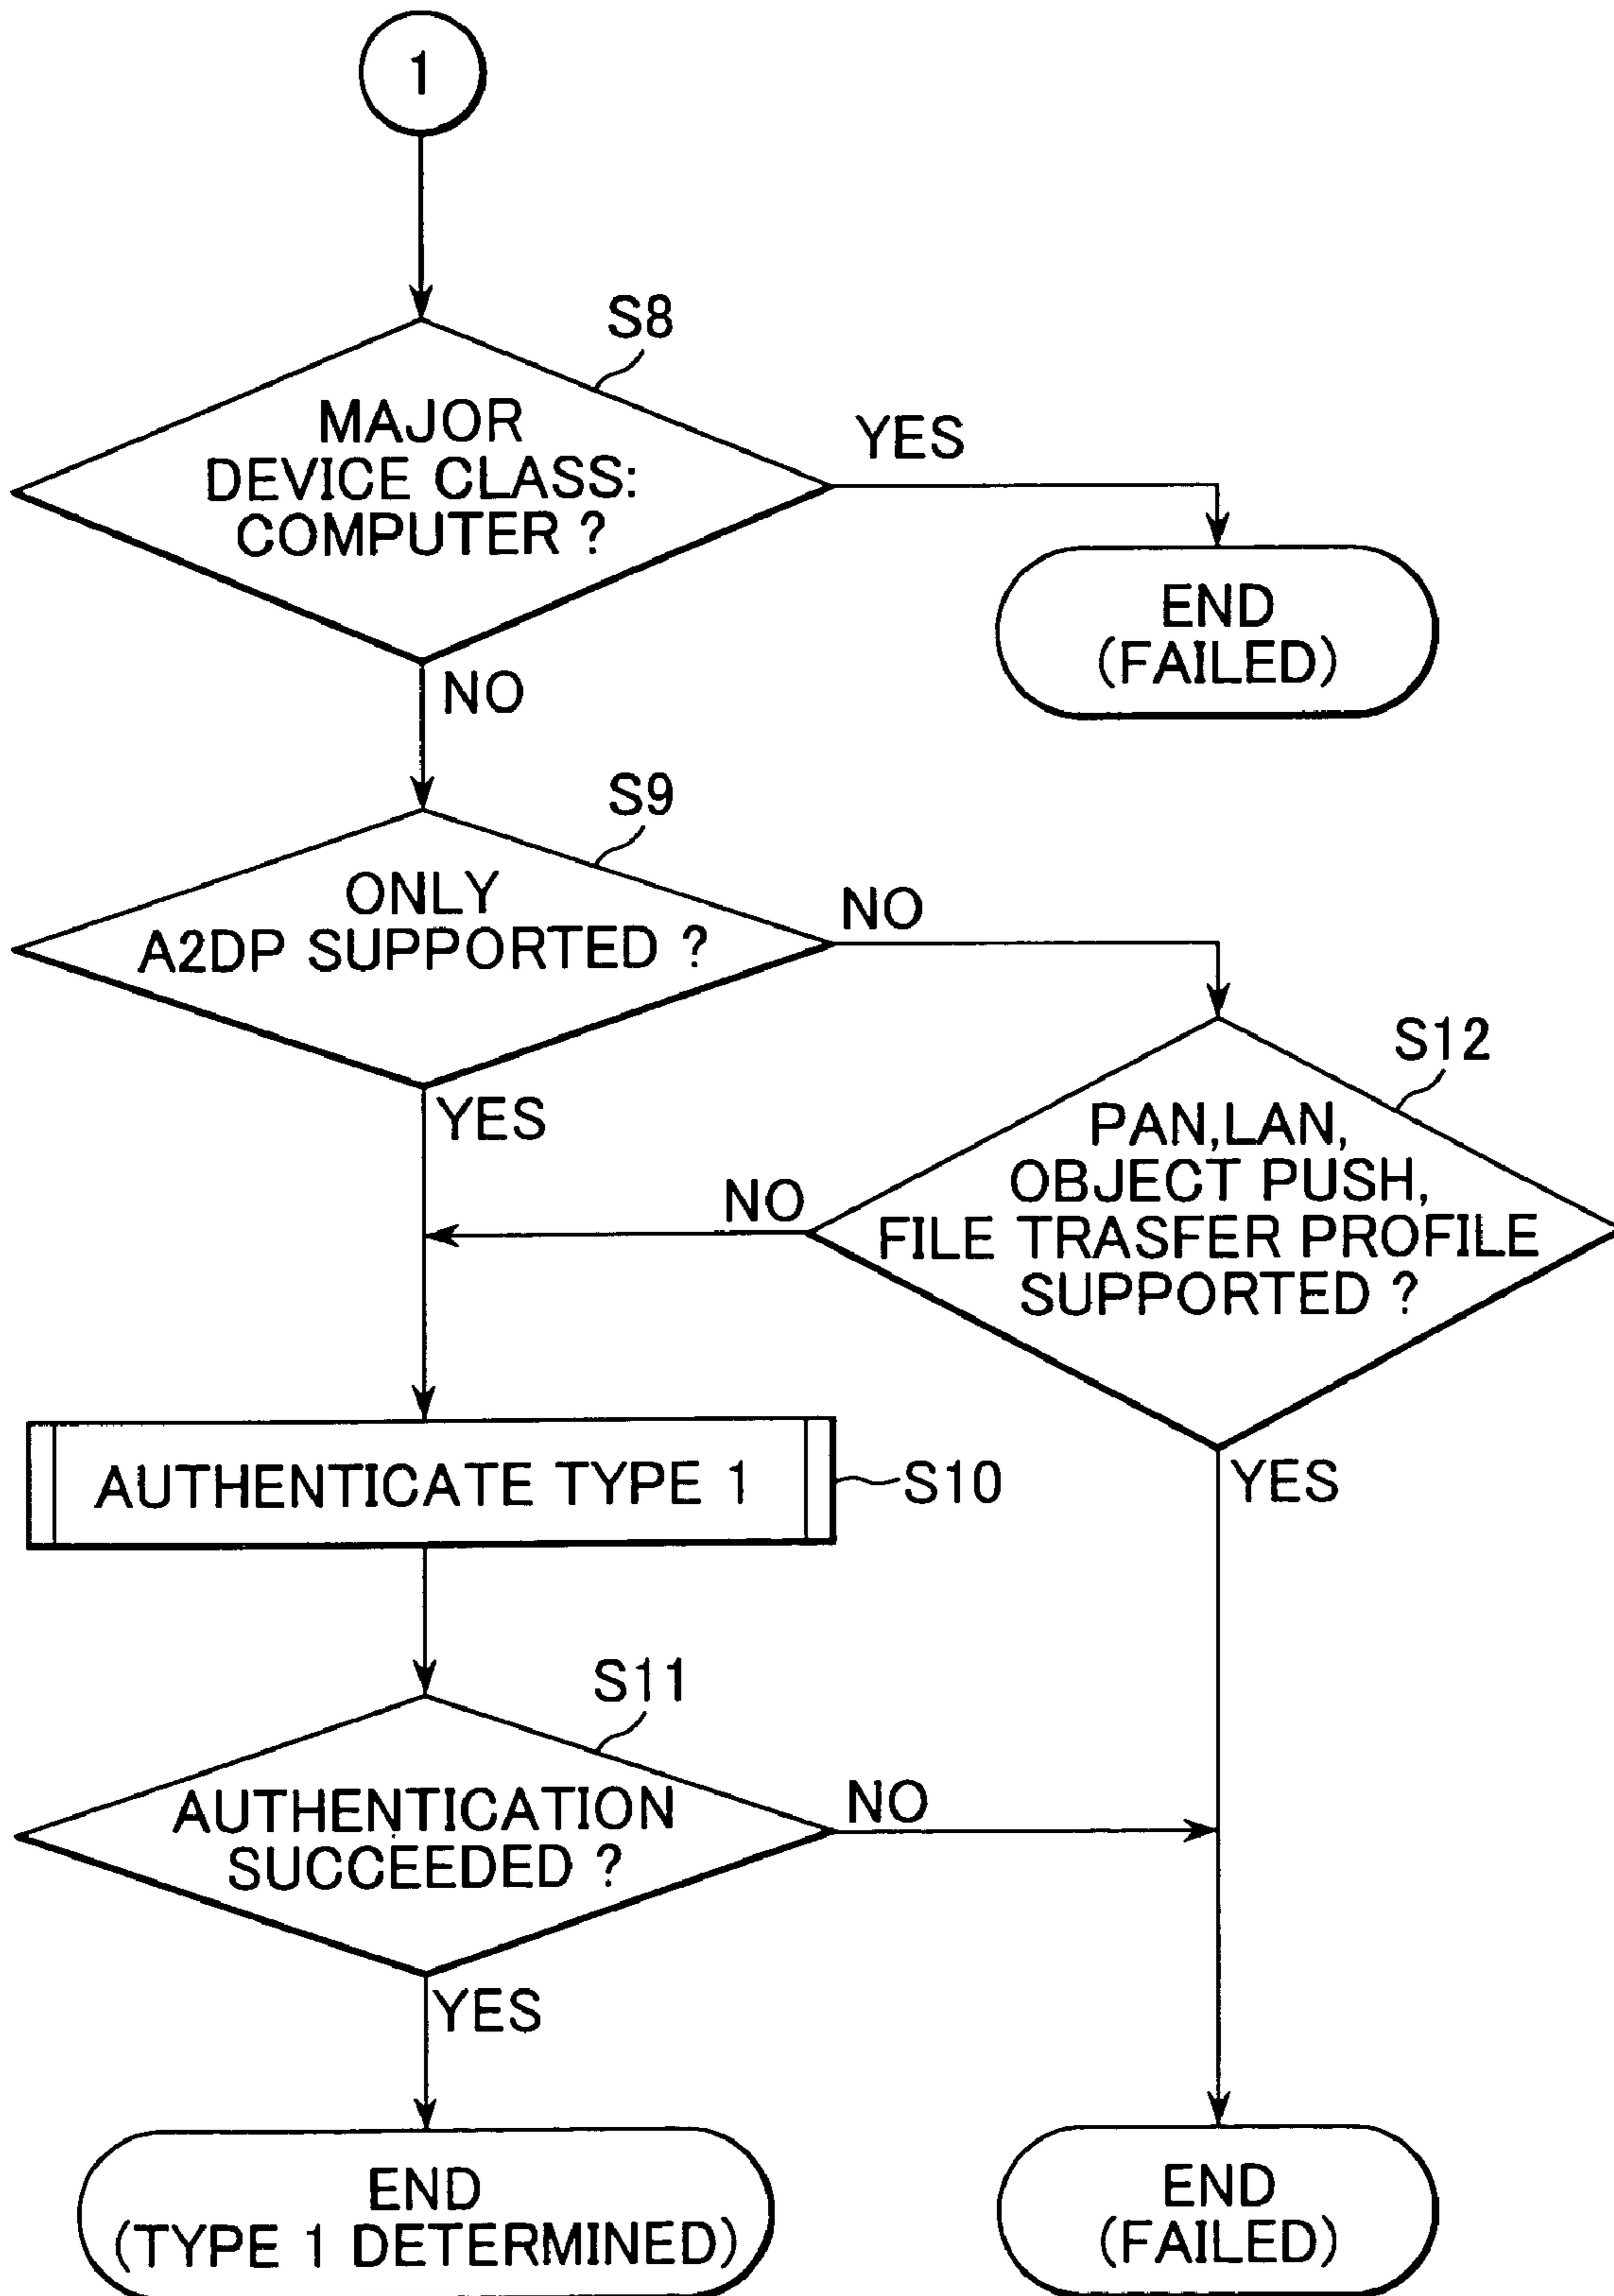 1
S8
MAJOR
DEVICE CLASS:
COMPUTER ?
YES
END
(FAILED)
NO
S9
ONLY
A2DP SUPPORTED ?
NO
S12
YES
PAN,LAN,
OBJECT PUSH,
FILE TRASFER PROFILE
SUPPORTED ?
NO
AUTHENTICATE TYPE 1
S10
YES
S11
AUTHENTICATION
SUCCEEDED ?
NO
YES
END
(TYPE 1 DETERMINED)
END
(FAILED)